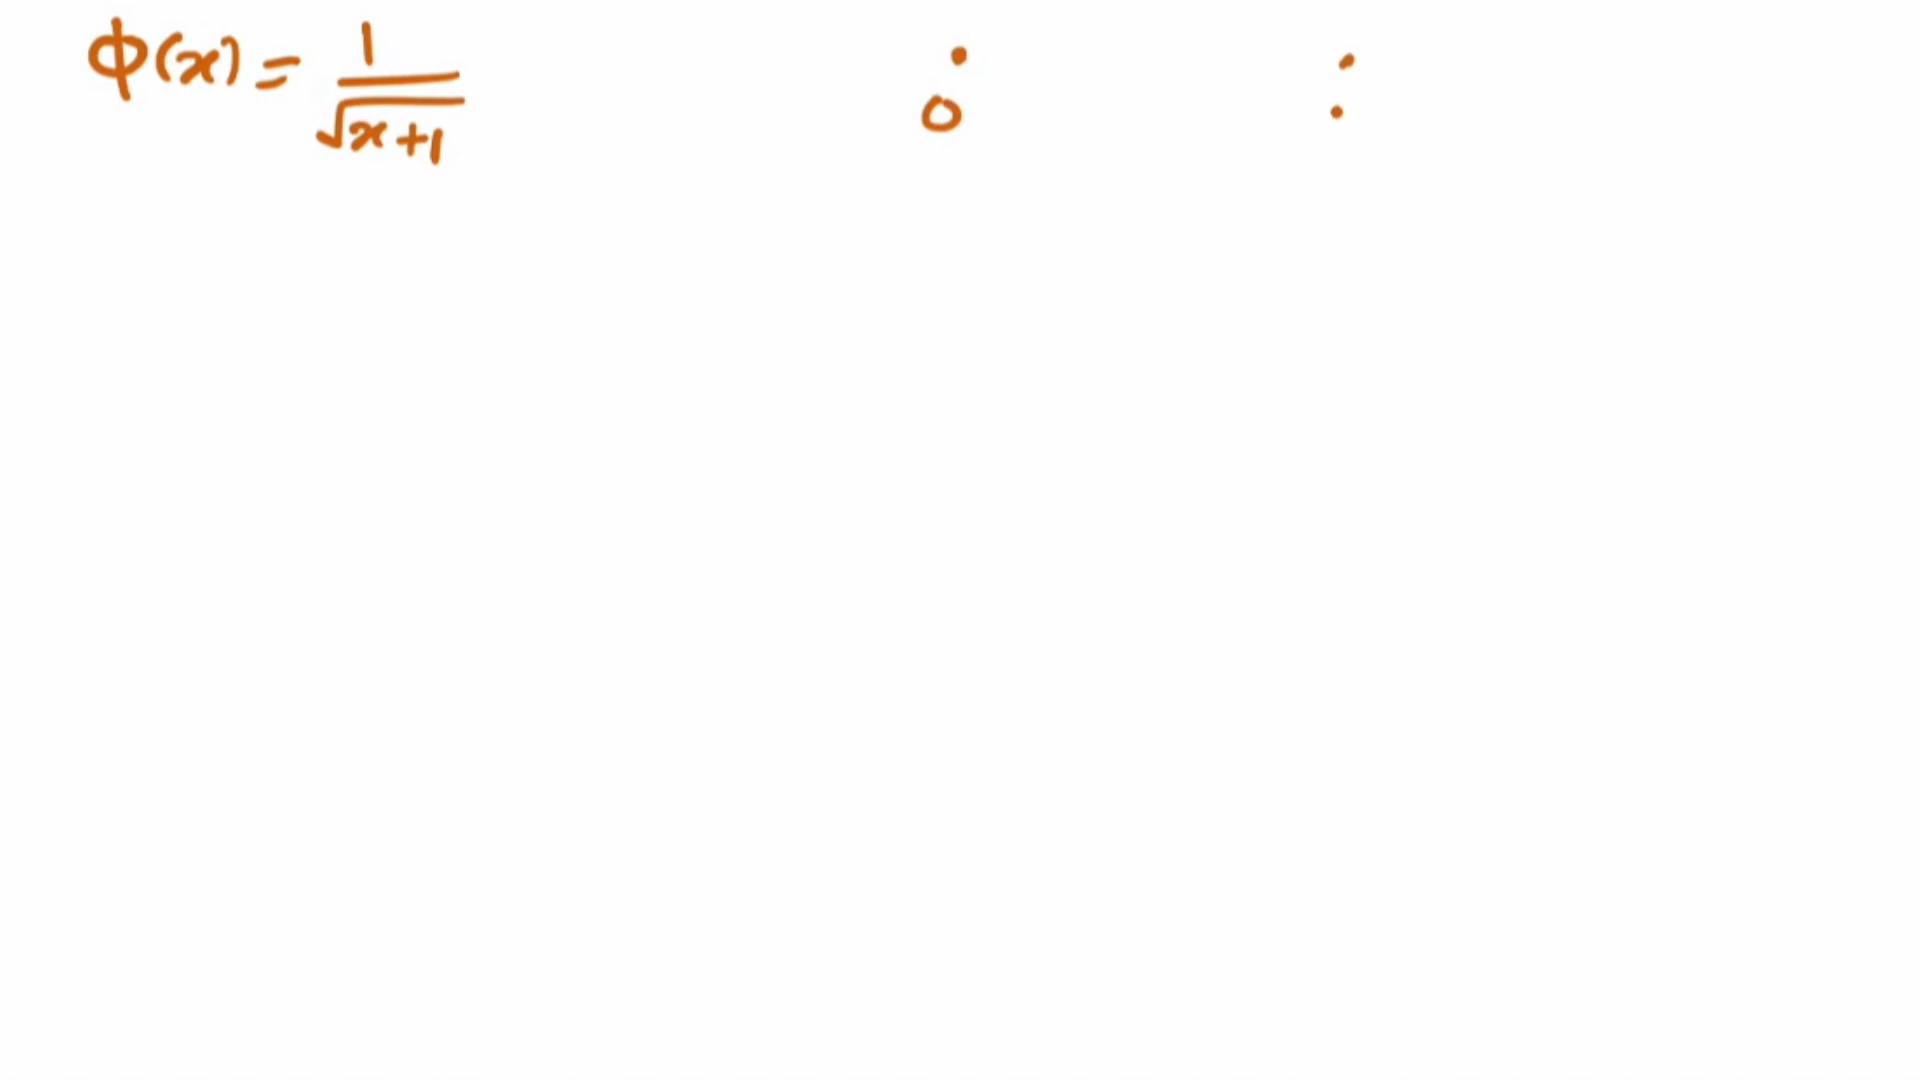 ϕ(x) = 1/√(x+1)